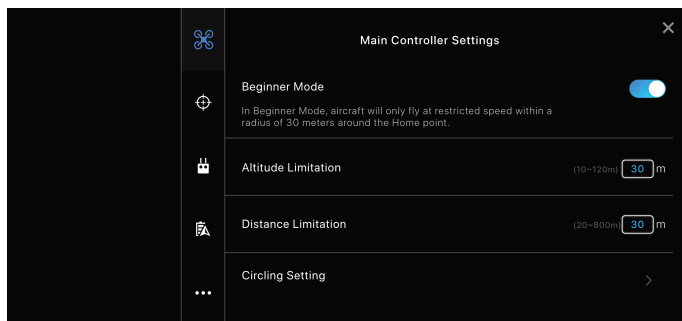 Main Controller Settings
Beginner Mode
In Beginner Mode, aircraft will only fly at restricted speed within a
radius of 30 meters around the Home point.
Altitude Limitation (10~120m) 30 m
Distance Limitation (20~800m) 30 m
Circling Setting